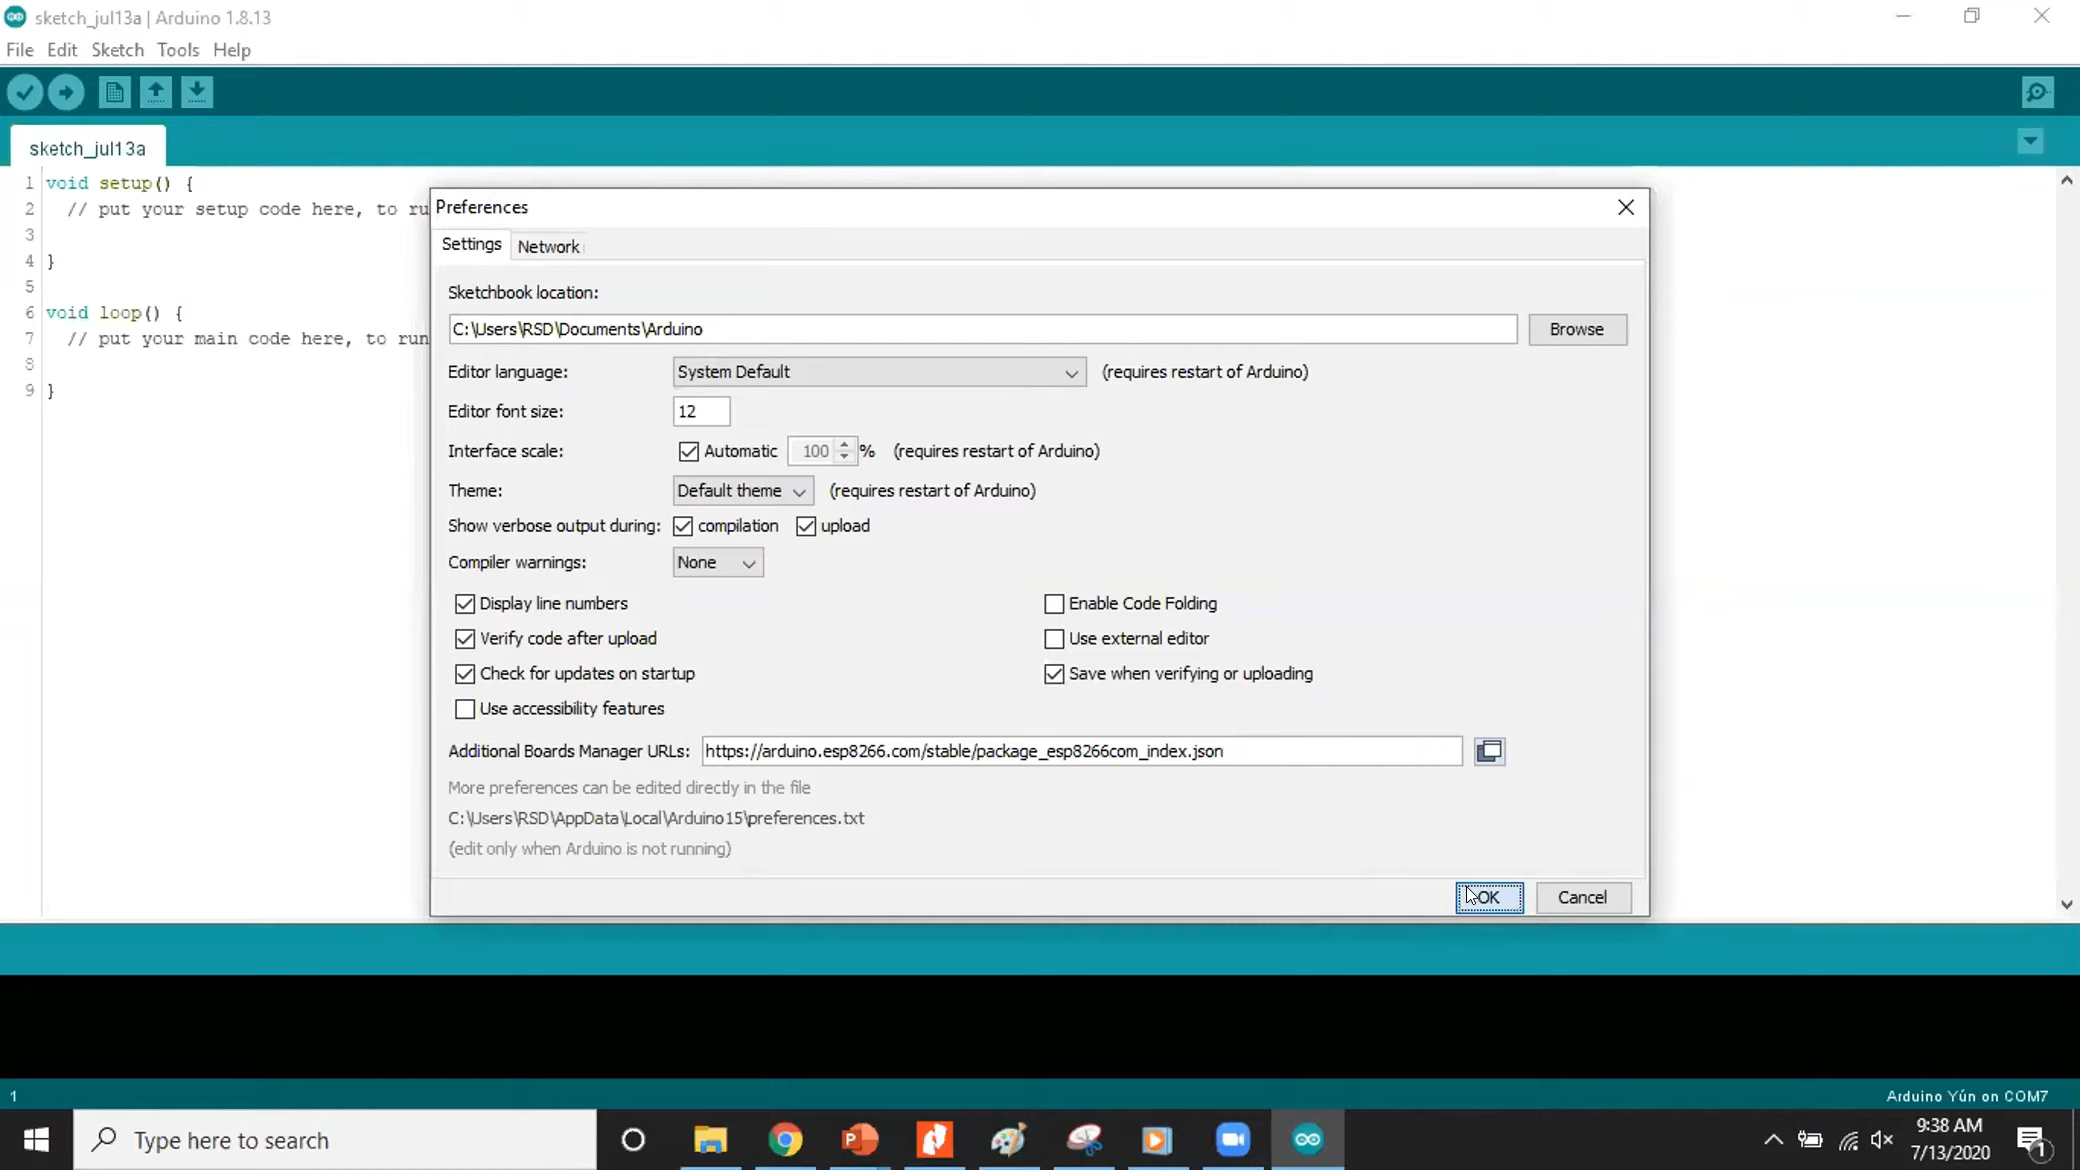 sketch_jul13a | Arduino 1.8.13
File Edit Sketch Tools Help
sketch_jul13a
1 void setup() {
2 // put your setup code here, to ru
3
4 }
5
6 void loop() {
7 // put your main code here, to run
8
9 }
Preferences
Settings Network
Sketchbook location:
C:\Users\RSD\Documents\Arduino Browse
Editor language: System Default (requires restart of Arduino)
Editor font size: 12
Interface scale: Automatic 100 % (requires restart of Arduino)
Theme: Default theme (requires restart of Arduino)
Show verbose output during: compilation upload
Compiler warnings: None
Display line numbers Enable Code Folding
Verify code after upload Use external editor
Check for updates on startup Save when verifying or uploading
Use accessibility features
Additional Boards Manager URLs: https://arduino.esp8266.com/stable/package_esp8266com_index.json
More preferences can be edited directly in the file
C:\Users\RSD\AppData\Local\Arduino15\preferences.txt
(edit only when Arduino is not running)
OK Cancel
1 Arduino Yún on COM7
Type here to search
9:38 AM
7/13/2020
1